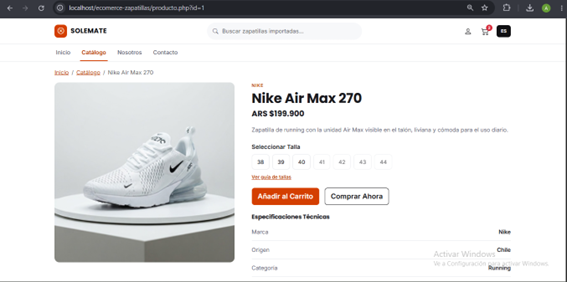 localhost/ecomerce-zapatillas/producto.php?id=1
SOLEMATE
Buscar zapatillas importadas...
ES
Inicio Catálogo Nosotros Contacto
Inicio / Catálogo / Nike Air Max 270
NIKE
Nike Air Max 270
ARS $199.900
Zapatilla de running con la unidad Air Max visible en el talón, liviana y cómoda para el uso diario.
Seleccionar Talla
38 39 40 41 42 43 44
Ver guía de tallas
Añadir al Carrito Comprar Ahora
Especificaciones Técnicas
Marca Nike
Origen Chile
Categoría Running
Activar Windows
Ve a Configuración para activar Windows.